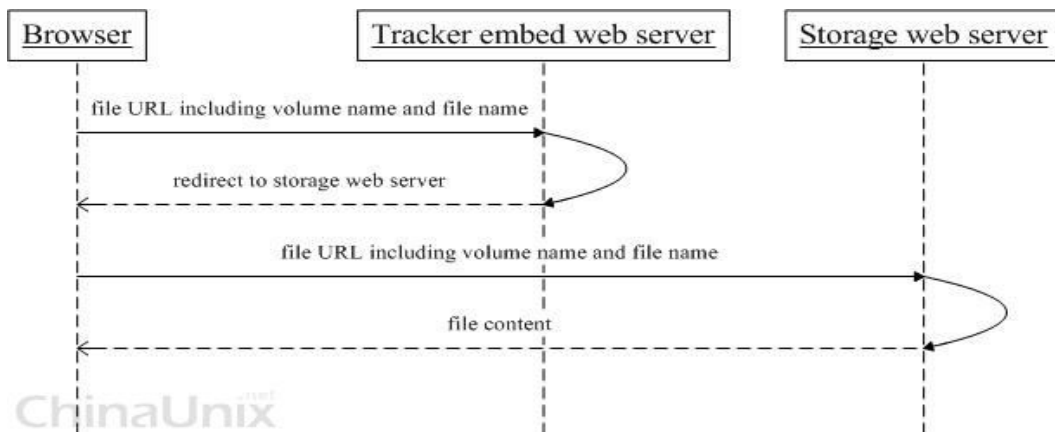 Browser
Tracker embed web server
Storage web server
file URL including volume name and file name
redirect to storage web server
file URL including volume name and file name
file content
ChinaUnix.net